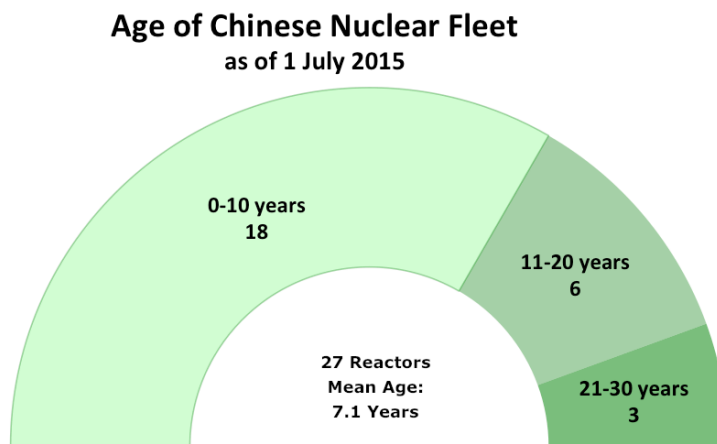 Age of Chinese Nuclear Fleet
as of 1 July 2015
0-10 years
18
11-20 years
6
27 Reactors
Mean Age:
7.1 Years
21-30 years
3